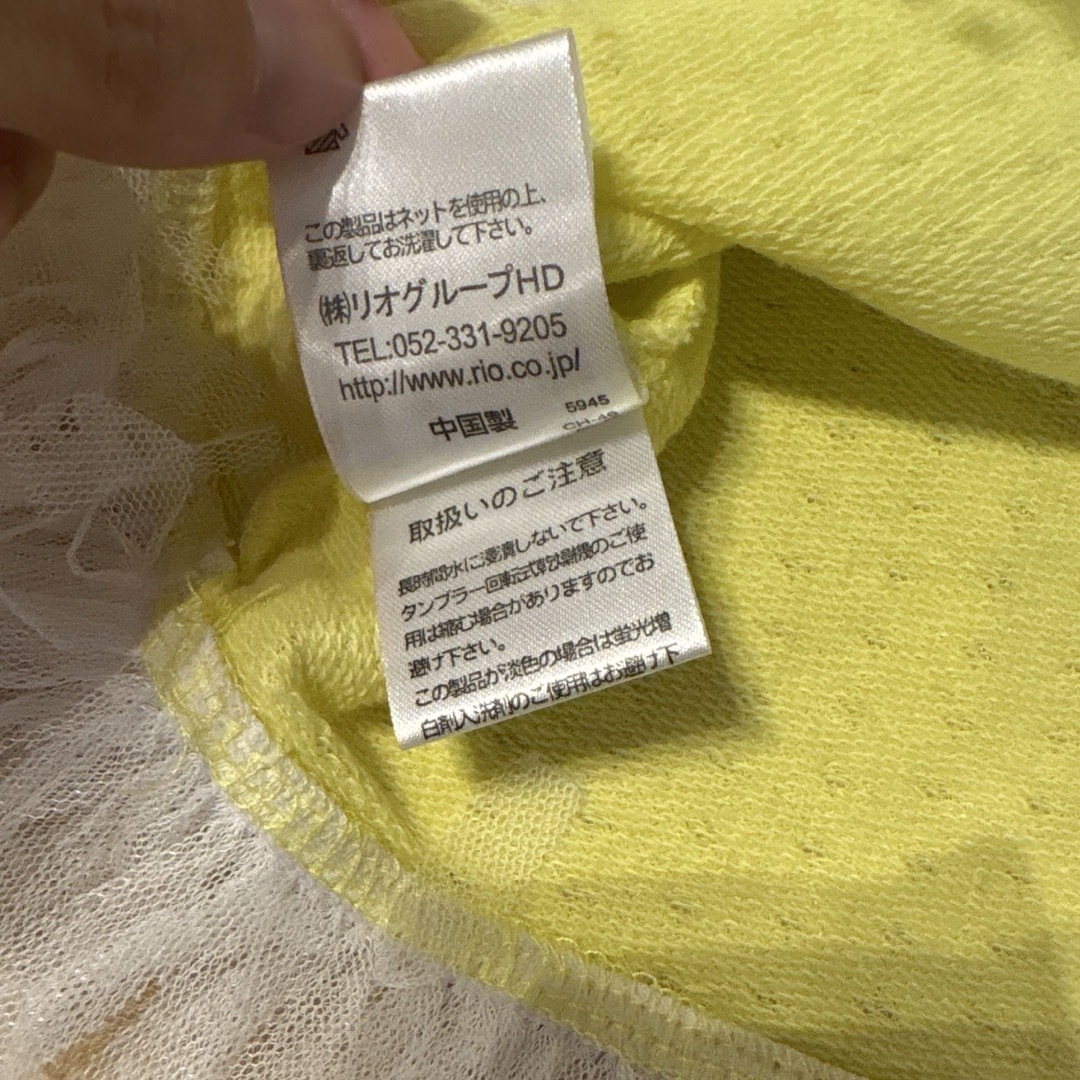 この製品はネットを使用の上、
裏返してお洗濯して下さい。
㈱リオグループHD
TEL:052-331-9205
http://www.rio.co.jp/
中国製
5945
CH-49
取扱いのご注意
長時間水に浸漬しないで下さい。
タンブラー回転式乾燥機のご使
用は縮む場合がありますのでお
避け下さい。
この製品が淡色の場合は蛍光増
白剤入洗剤のご使用はお避け下